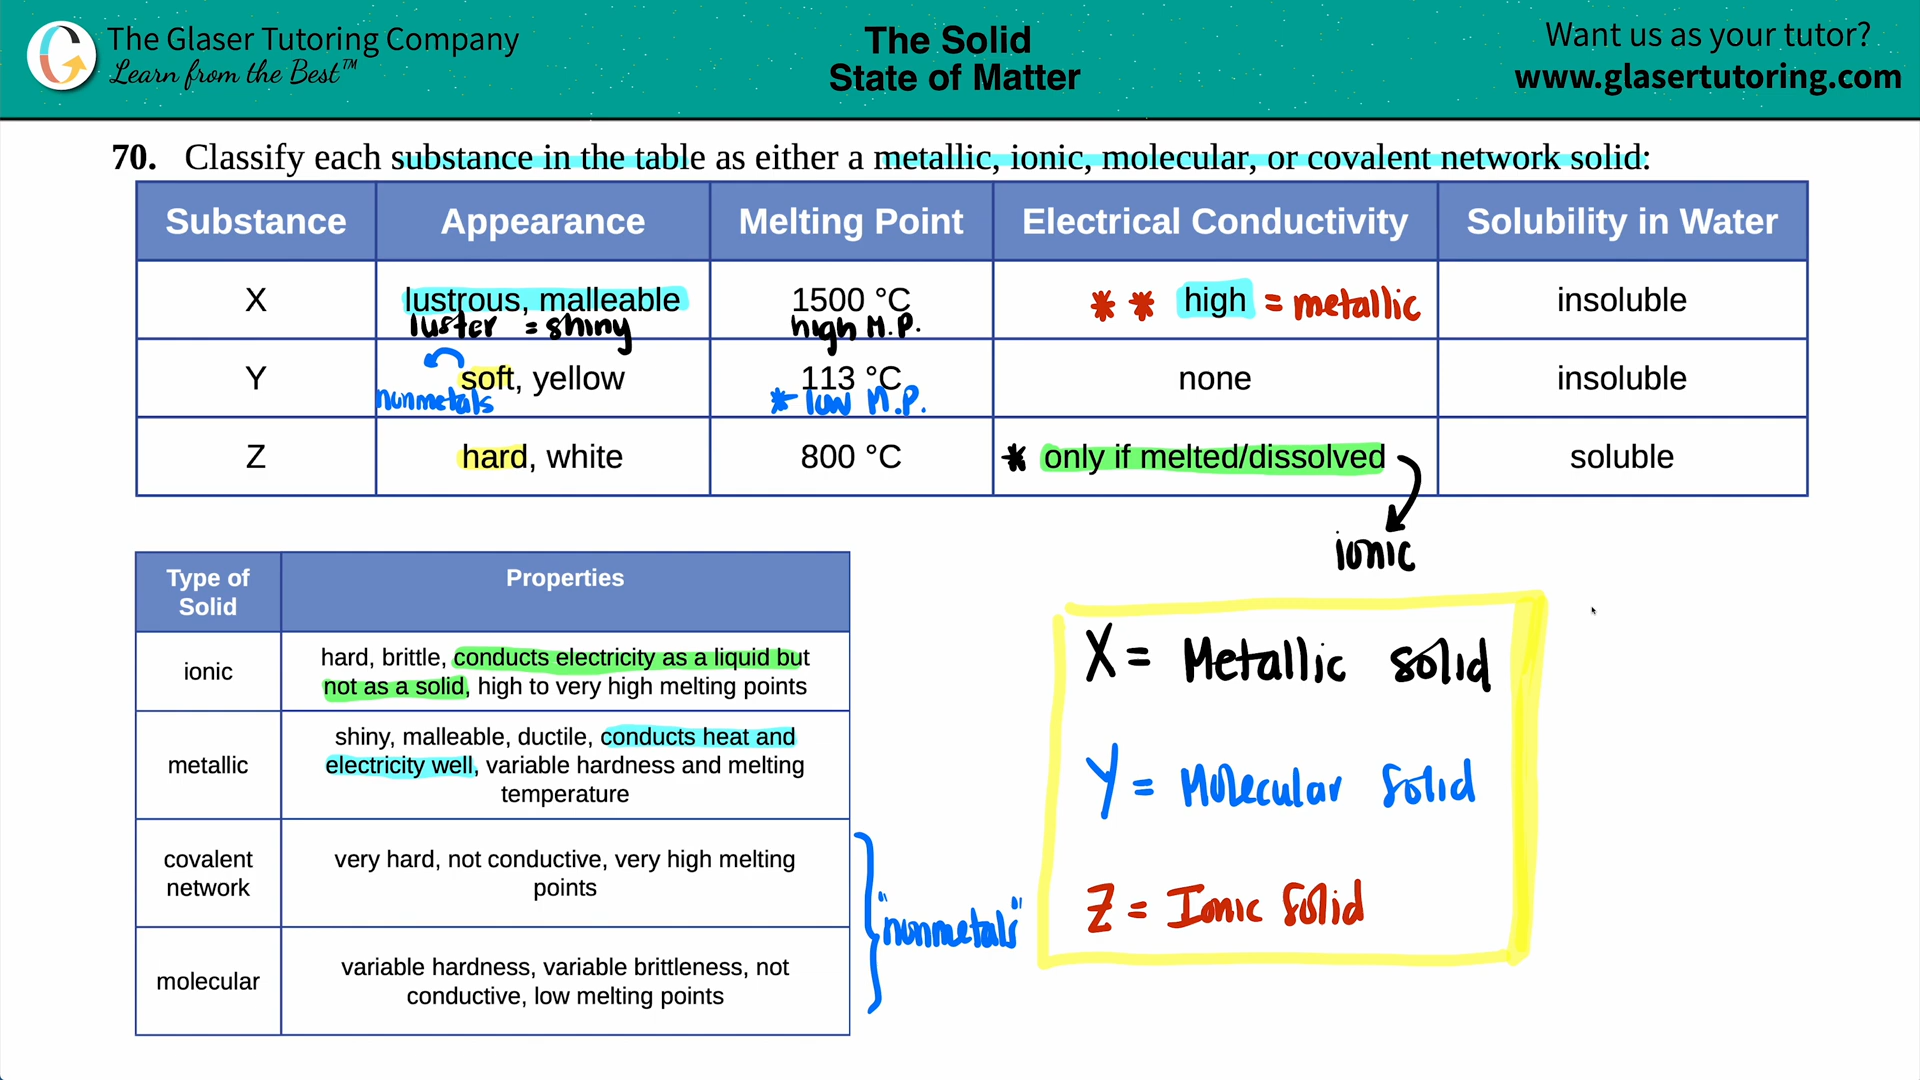 The Glaser Tutoring Company
Learn from the Best™
The Solid
State of Matter
Want us as your tutor?
www.glasertutoring.com
70. Classify each substance in the table as either a metallic, ionic, molecular, or covalent network solid:
Substance Appearance Melting Point Electrical Conductivity Solubility in Water
X lustrous, malleable 1500 °C ** high = metallic insoluble
luster = shiny high M.P.
Y soft, yellow 113 °C none insoluble
nonmetals * low M.P.
Z hard, white 800 °C * only if melted/dissolved soluble
ionic
Type of
Solid
Properties
ionic
hard, brittle, conducts electricity as a liquid but
not as a solid, high to very high melting points
metallic
shiny, malleable, ductile, conducts heat and
electricity well, variable hardness and melting
temperature
covalent
network
very hard, not conductive, very high melting
points
molecular
variable hardness, variable brittleness, not
conductive, low melting points
"nonmetals"
X = Metallic solid
Y = Molecular Solid
Z = Ionic Solid